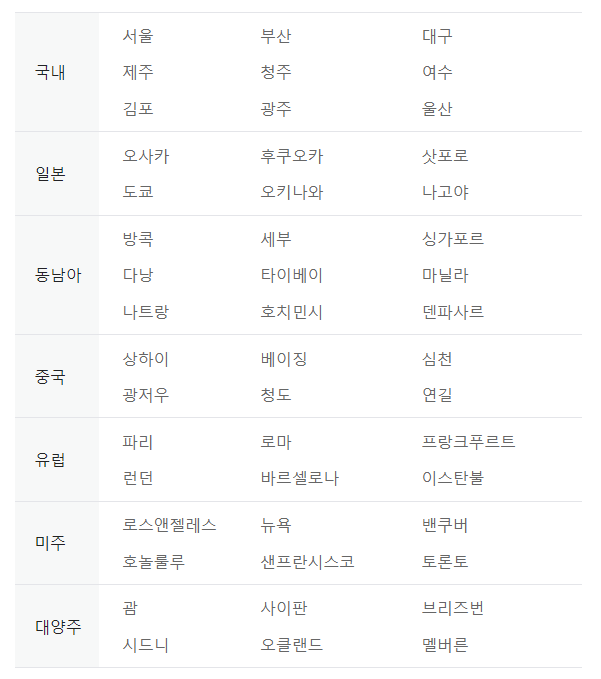 국내
서울 부산 대구
제주 청주 여수
김포 광주 울산
일본
오사카 후쿠오카 삿포로
도쿄 오키나와 나고야
동남아
방콕 세부 싱가포르
다낭 타이베이 마닐라
나트랑 호치민시 덴파사르
중국
상하이 베이징 심천
광저우 청도 연길
유럽
파리 로마 프랑크푸르트
런던 바르셀로나 이스탄불
미주
로스앤젤레스 뉴욕 밴쿠버
호놀룰루 샌프란시스코 토론토
대양주
괌 사이판 브리즈번
시드니 오클랜드 멜버른